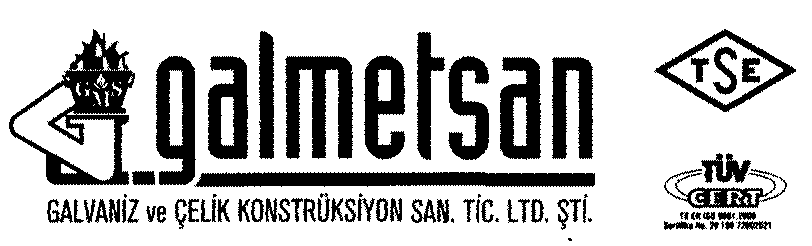 galmetsan
GALVANİZ ve ÇELİK KONSTRÜKSİYON SAN. TİC. LTD. ŞTİ.
TSE
TÜV
CERT